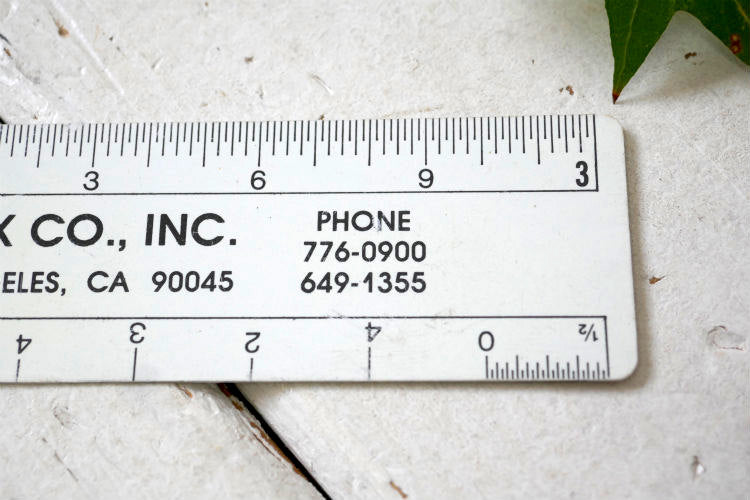 3 6 9 3
X CO., INC.
PHONE
776-0900
ELES, CA 90045
649-1355
4 3 2 4 0 ½